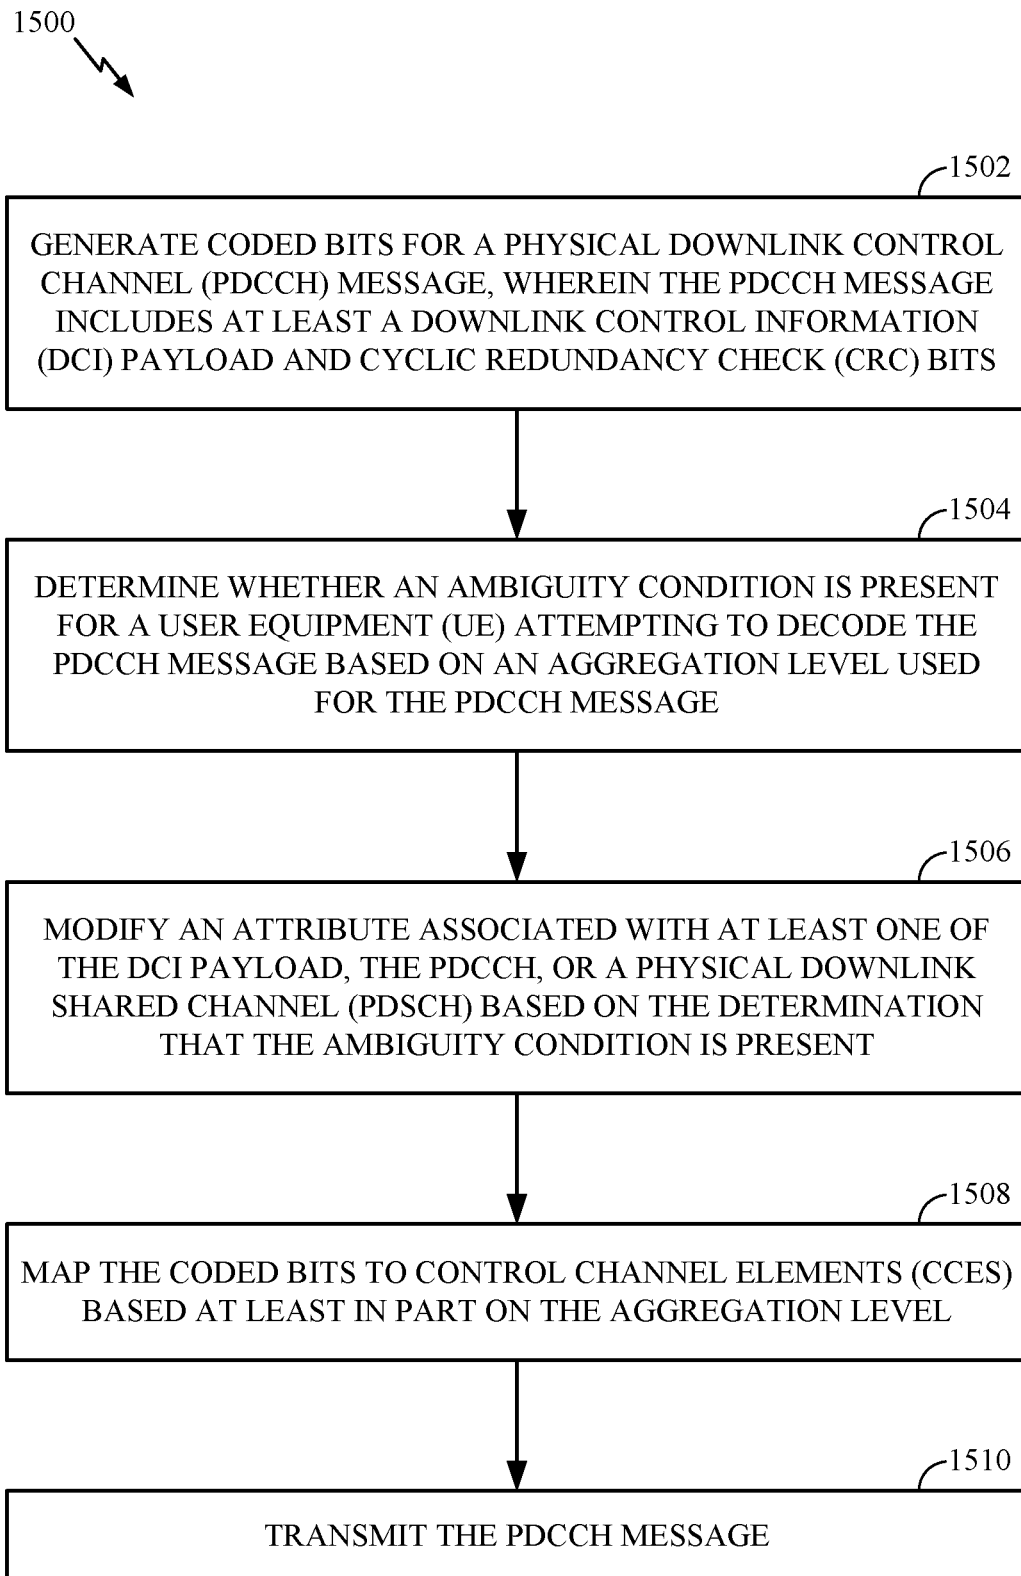 1500
1502
GENERATE CODED BITS FOR A PHYSICAL DOWNLINK CONTROL
CHANNEL (PDCCH) MESSAGE, WHEREIN THE PDCCH MESSAGE
INCLUDES AT LEAST A DOWNLINK CONTROL INFORMATION
(DCI) PAYLOAD AND CYCLIC REDUNDANCY CHECK (CRC) BITS
1504
DETERMINE WHETHER AN AMBIGUITY CONDITION IS PRESENT
FOR A USER EQUIPMENT (UE) ATTEMPTING TO DECODE THE
PDCCH MESSAGE BASED ON AN AGGREGATION LEVEL USED
FOR THE PDCCH MESSAGE
1506
MODIFY AN ATTRIBUTE ASSOCIATED WITH AT LEAST ONE OF
THE DCI PAYLOAD, THE PDCCH, OR A PHYSICAL DOWNLINK
SHARED CHANNEL (PDSCH) BASED ON THE DETERMINATION
THAT THE AMBIGUITY CONDITION IS PRESENT
1508
MAP THE CODED BITS TO CONTROL CHANNEL ELEMENTS (CCES)
BASED AT LEAST IN PART ON THE AGGREGATION LEVEL
1510
TRANSMIT THE PDCCH MESSAGE